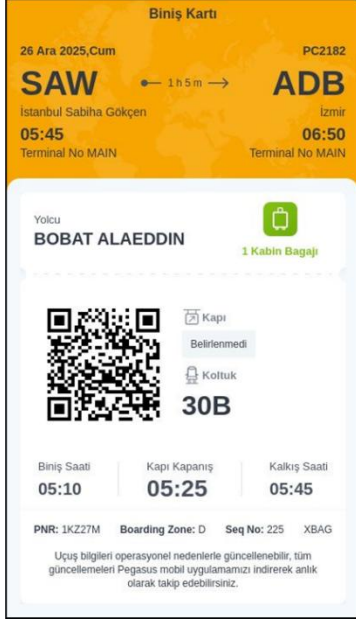 Biniş Kartı
26 Ara 2025,Cum PC2182
SAW 1 h 5 m ADB
İstanbul Sabiha Gökçen İzmir
05:45 06:50
Terminal No MAIN Terminal No MAIN
Yolcu
BOBAT ALAEDDIN
1 Kabin Bagajı
Kapı
Belirlenmedi
Koltuk
30B
Biniş Saati Kapı Kapanış Kalkış Saati
05:10 05:25 05:45
PNR: 1KZ27M Boarding Zone: D Seq No: 225 XBAG
Uçuş bilgileri operasyonel nedenlerle güncellenebilir, tüm
güncellemeleri Pegasus mobil uygulamamızı indirerek anlık
olarak takip edebilirsiniz.